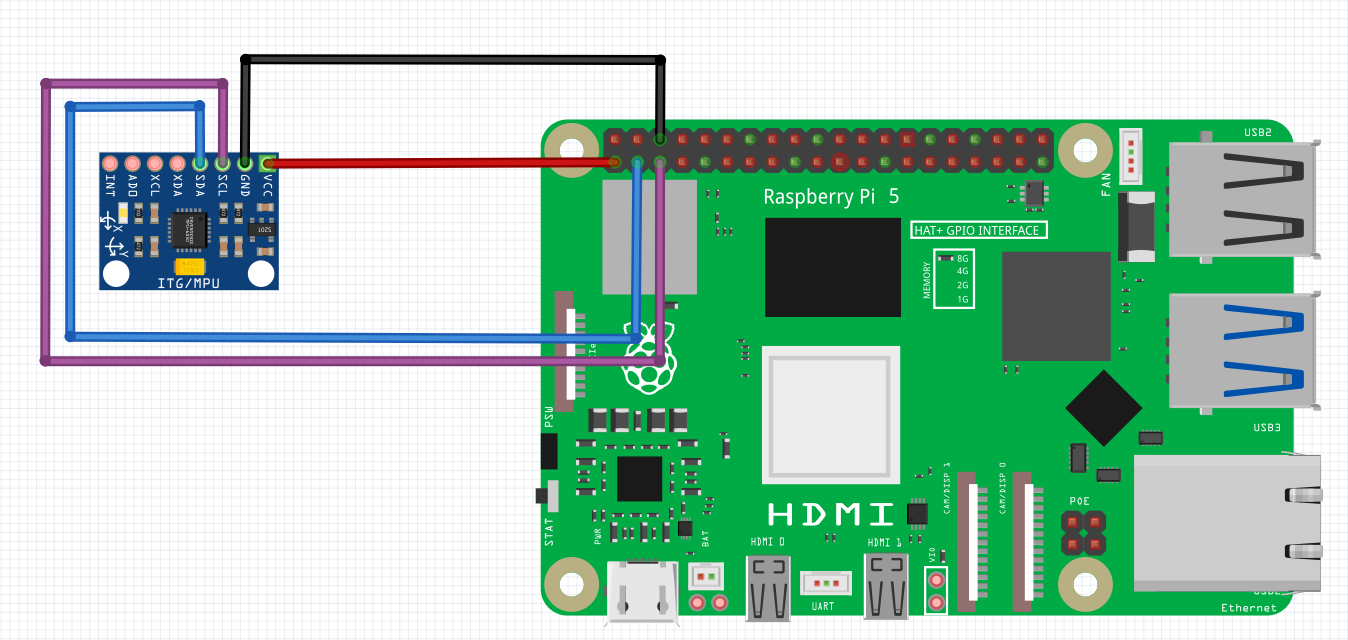 INT
ADO
XCL
XDA
SDA
SCL
GND
VCC
X
Y
ITG/MPU
Raspberry Pi 5
HAT+ GPIO INTERFACE
MEMORY
8G
4G
2G
1G
FAN
USB2
USB3
PSW
STAT
PWR
BAT
HDMI
HDMI 0
HDMI 1
UART
VIO
CAM/DISP 1
CAM/DISP 0
POE
Ethernet